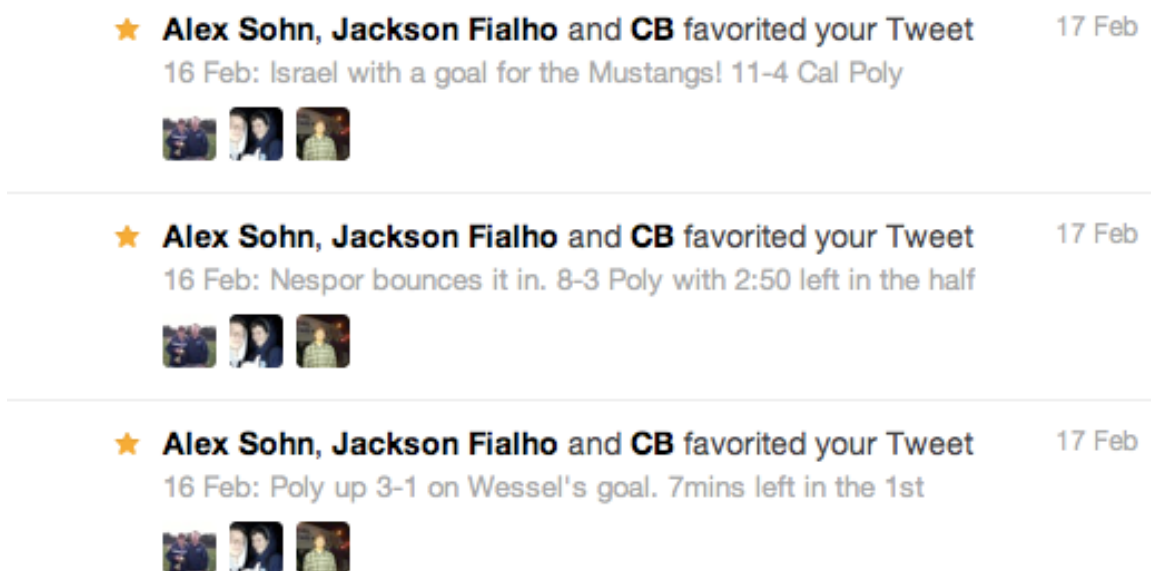 Alex Sohn, Jackson Fialho and CB favorited your Tweet 17 Feb
16 Feb: Israel with a goal for the Mustangs! 11-4 Cal Poly
Alex Sohn, Jackson Fialho and CB favorited your Tweet 17 Feb
16 Feb: Nespor bounces it in. 8-3 Poly with 2:50 left in the half
Alex Sohn, Jackson Fialho and CB favorited your Tweet 17 Feb
16 Feb: Poly up 3-1 on Wessel's goal. 7mins left in the 1st